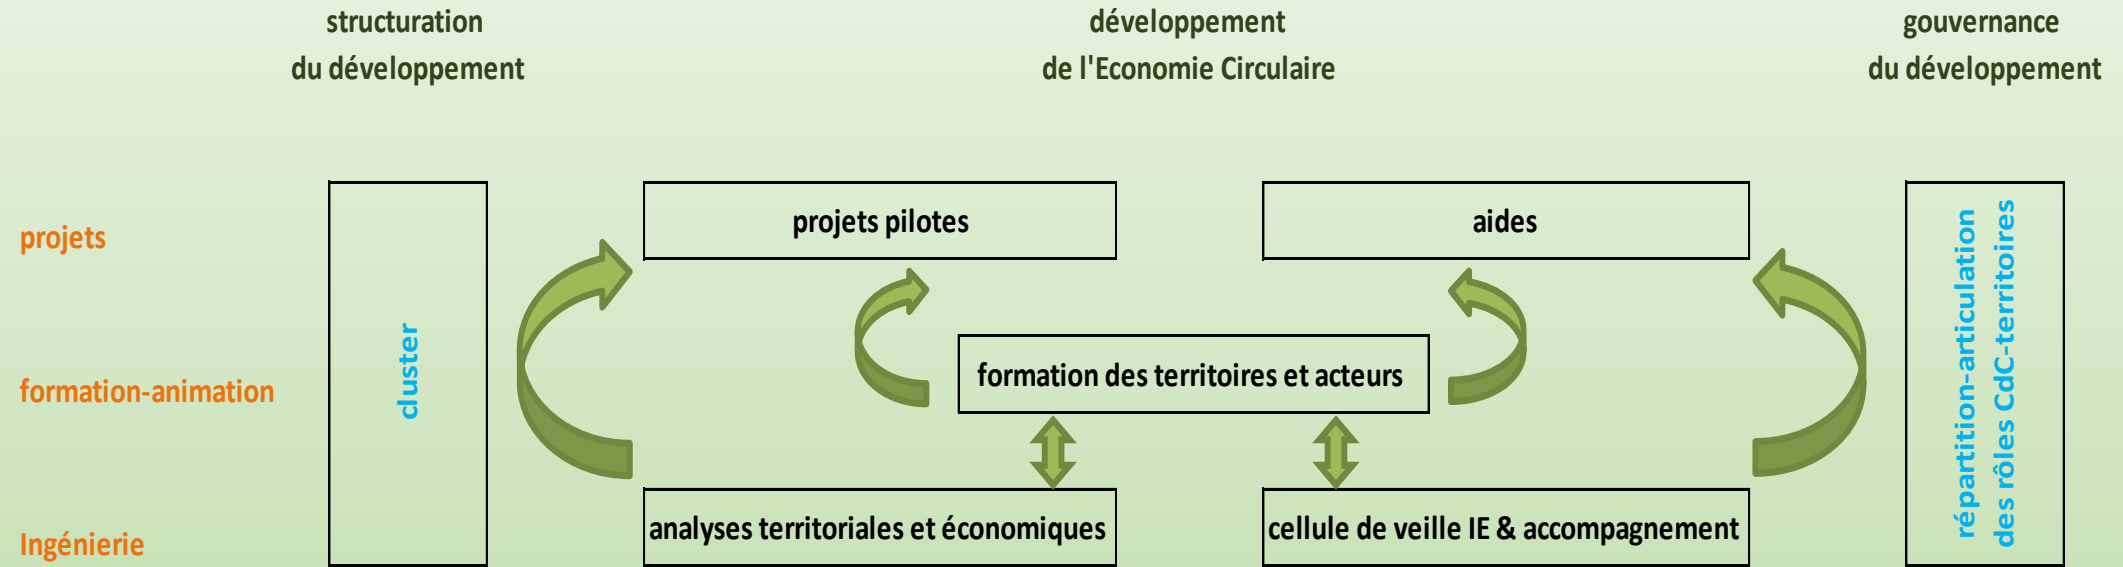 structuration
du développement
développement
de l'Economie Circulaire
gouvernance
du développement
projets
projets pilotes
aides
formation-animation
cluster
formation des territoires et acteurs
répartition-articulation
des rôles CdC-territoires
Ingénierie
analyses territoriales et économiques
cellule de veille IE & accompagnement